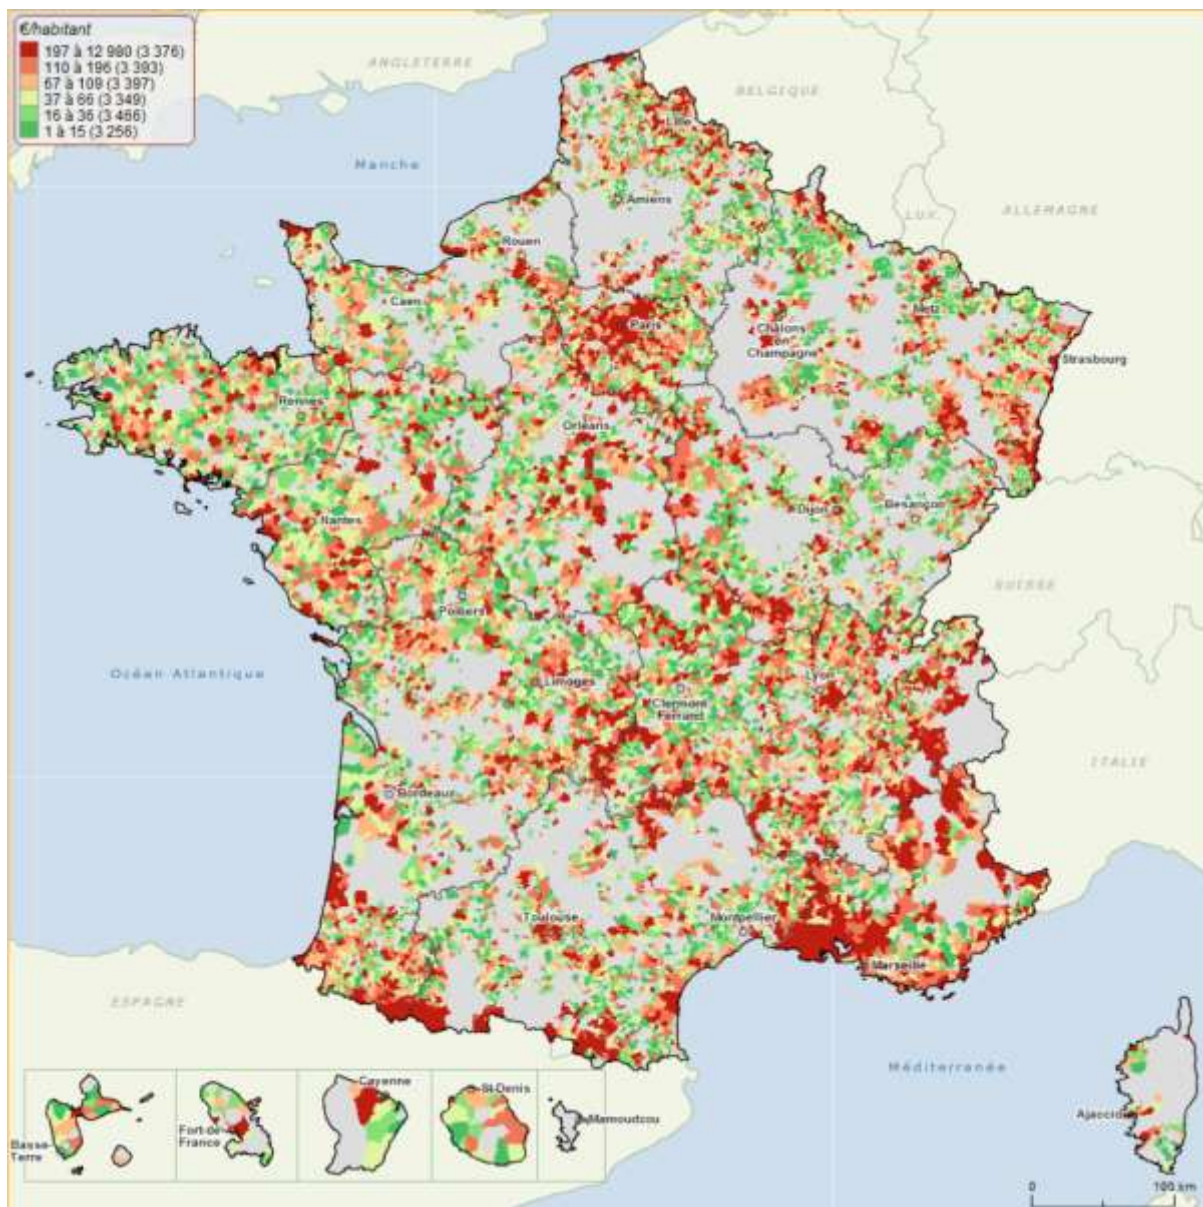 €/habitant
197 à 12 980 (3 376)
110 à 196 (3 393)
67 à 109 (3 397)
37 à 66 (3 349)
16 à 36 (3 466)
1 à 15 (3 256)
ANGLETERRE
BELGIQUE
Lille
Manche
Amiens
LUX.
ALLEMAGNE
Rouen
Caen
Paris
Metz
Châlons
en
Champagne
Strasbourg
Rennes
Orléans
Nantes
Dijon
Besançon
SUISSE
Poitiers
Océan Atlantique
Limoges
Lyon
Clermont
Ferrand
ITALIE
Bordeaux
Toulouse
Montpellier
Marseille
ESPAGNE
Méditerranée
Cayenne
St-Denis
Mamoudzou
Ajaccio
Fort-de
France
Basse
Terre
0
100 km